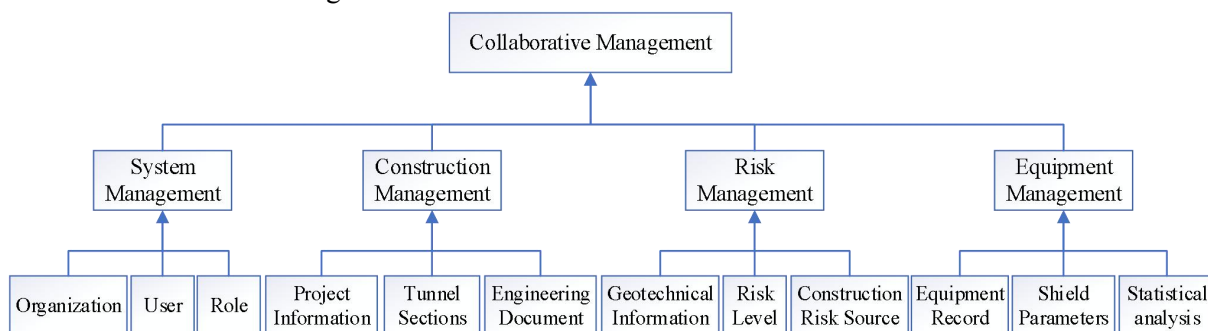 Collaborative Management
System
Management
Construction
Management
Risk
Management
Equipment
Management
Organization
User
Role
Project
Information
Tunnel
Sections
Engineering
Document
Geotechnical
Information
Risk
Level
Construction
Risk Source
Equipment
Record
Shield
Parameters
Statistical
analysis